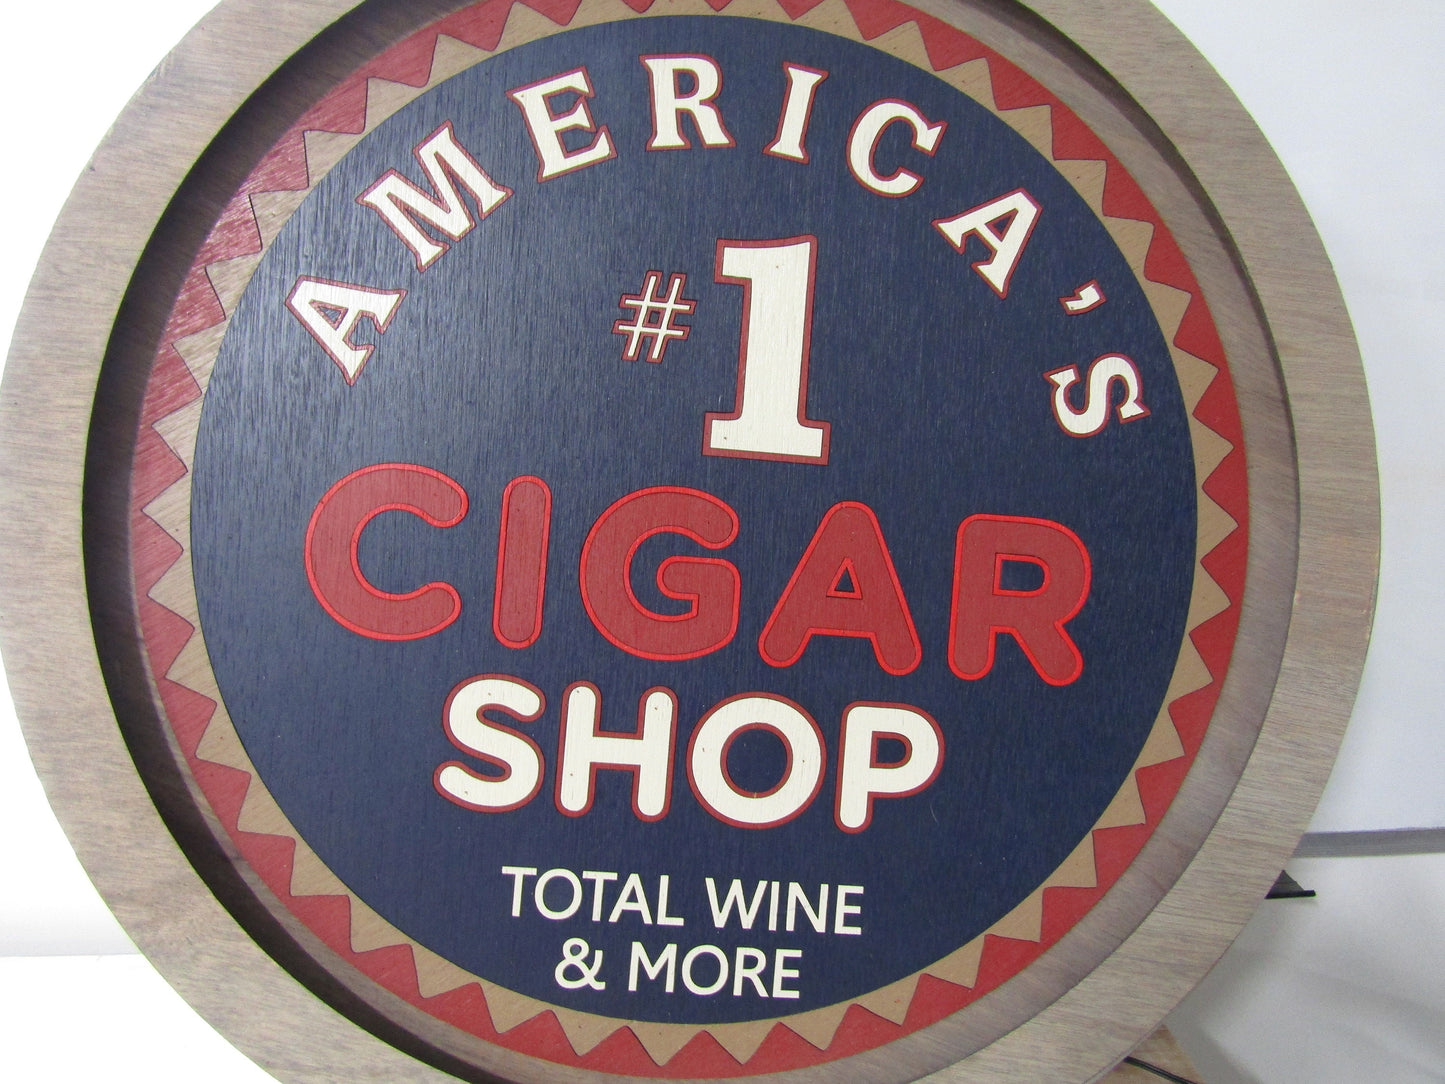 AMERICA'S
#1
CIGAR
SHOP
TOTAL WINE
& MORE